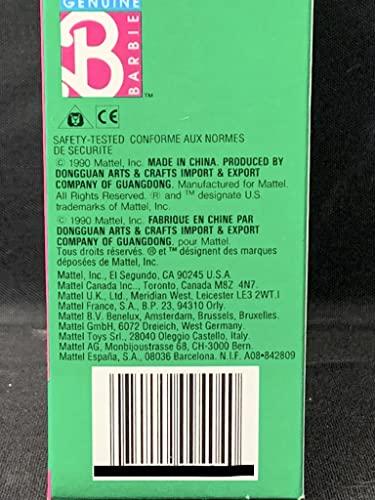 GENUINE
B
BARBIE
™
CE
SAFETY-TESTED CONFORME AUX NORMES
DE SECURITE
© 1990 Mattel, Inc. MADE IN CHINA. PRODUCED BY
DONGGUAN ARTS & CRAFTS IMPORT & EXPORT
COMPANY OF GUANGDONG. Manufactured for Mattel.
All Rights Reserved. ® and ™ designate U.S.
trademarks of Mattel, Inc.
© 1990 Mattel, Inc. FABRIQUE EN CHINE PAR
DONGGUAN ARTS & CRAFTS IMPORT & EXPORT
COMPANY OF GUANGDONG, pour Mattel.
Tous droits réservés. ® et ™ désignent des marques
déposées de Mattel, Inc.
Mattel, Inc., El Segundo, CA 90245 U.S.A.
Mattel Canada Inc., Toronto, Canada M8Z 4N7.
Mattel U.K., Ltd., Meridian West, Leicester LE3 2WT.I
Mattel France, S.A., B.P. 23, 94310 Orly.
Mattel B.V. Benelux, Amsterdam, Brussels, Bruxelles.
Mattel GmbH, 6072 Dreieich, West Germany.
Mattel Toys Srl., 28040 Oleggio Castello, Italy.
Mattel AG, Monbijoustrasse 68, CH-3000 Bern.
Mattel España, S.A., 08036 Barcelona. N.I.F. A08•842809